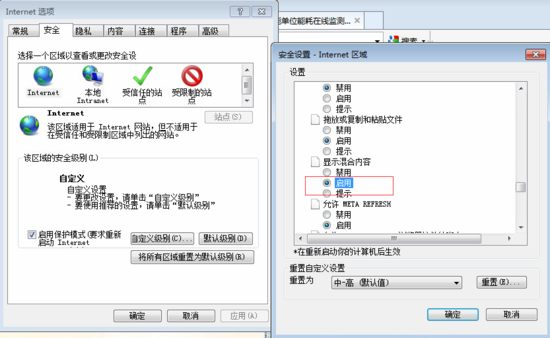 Internet 选项
常规 安全 隐私 内容 连接 程序 高级
选择一个区域以查看或更改安全设
Internet
本地
Intranet
受信任的站
点
受限制的站
点
Internet
站点(S)
该区域适用于 Internet 网站，但不适用于
在受信任和受限制区域中列出的网站。
该区域的安全级别(L)
自定义
自定义设置
- 要更改设置，请单击“自定义级别”
- 要使用推荐的设置，请单击“默认级别”
启用保护模式(要求重新
启动 Internet
自定义级别(C)...
默认级别(D)
将所有区域重置为默认级别(R)
确定 取消 应用(A)
单位能耗在线监测...
搜索
安全设置 - Internet 区域
设置
禁用
启用
提示
拖放或复制和粘贴文件
禁用
启用
提示
显示混合内容
禁用
启用
提示
允许 META REFRESH
禁用
启用
*在重新启动你的计算机后生效
重置自定义设置
重置为
中-高 (默认值)
重置(E)...
确定 取消